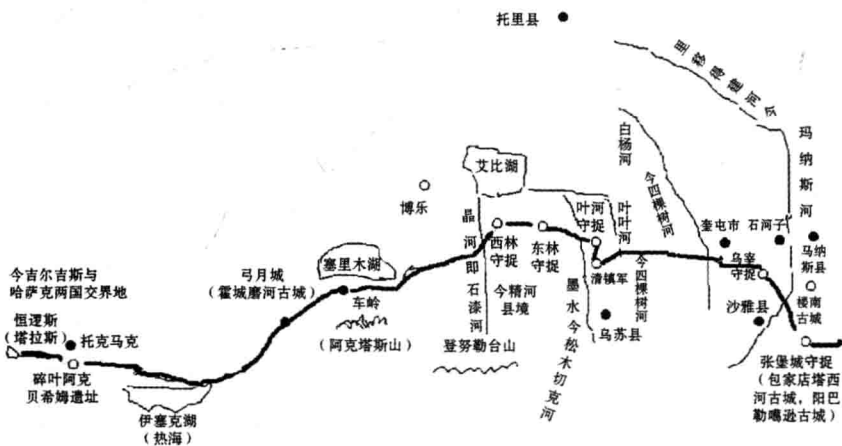 托里县
玛纳斯河
白杨河
今四棵树河
艾比湖
博乐
晶河即石漆河
西林
守捉
东林
守捉
叶河
守捉
叶叶河
奎屯市
石河子
马纳
斯县
乌宰
守捉
楼南
古城
塞里木湖
弓月城
(霍城磨河古城)
车岭
(阿克塔斯山)
今精河
县境
清镇军
今四棵树河
墨水今松木切克河
乌苏县
沙雅县
登努勒台山
今吉尔吉斯与
哈萨克两国交界地
恒逻斯
(塔拉斯)
托克马克
碎叶阿克
贝希姆遗址
伊塞克湖
(热海)
张堡城守捉
(包家店塔西
河古城,阳巴
勒噶逊古城)